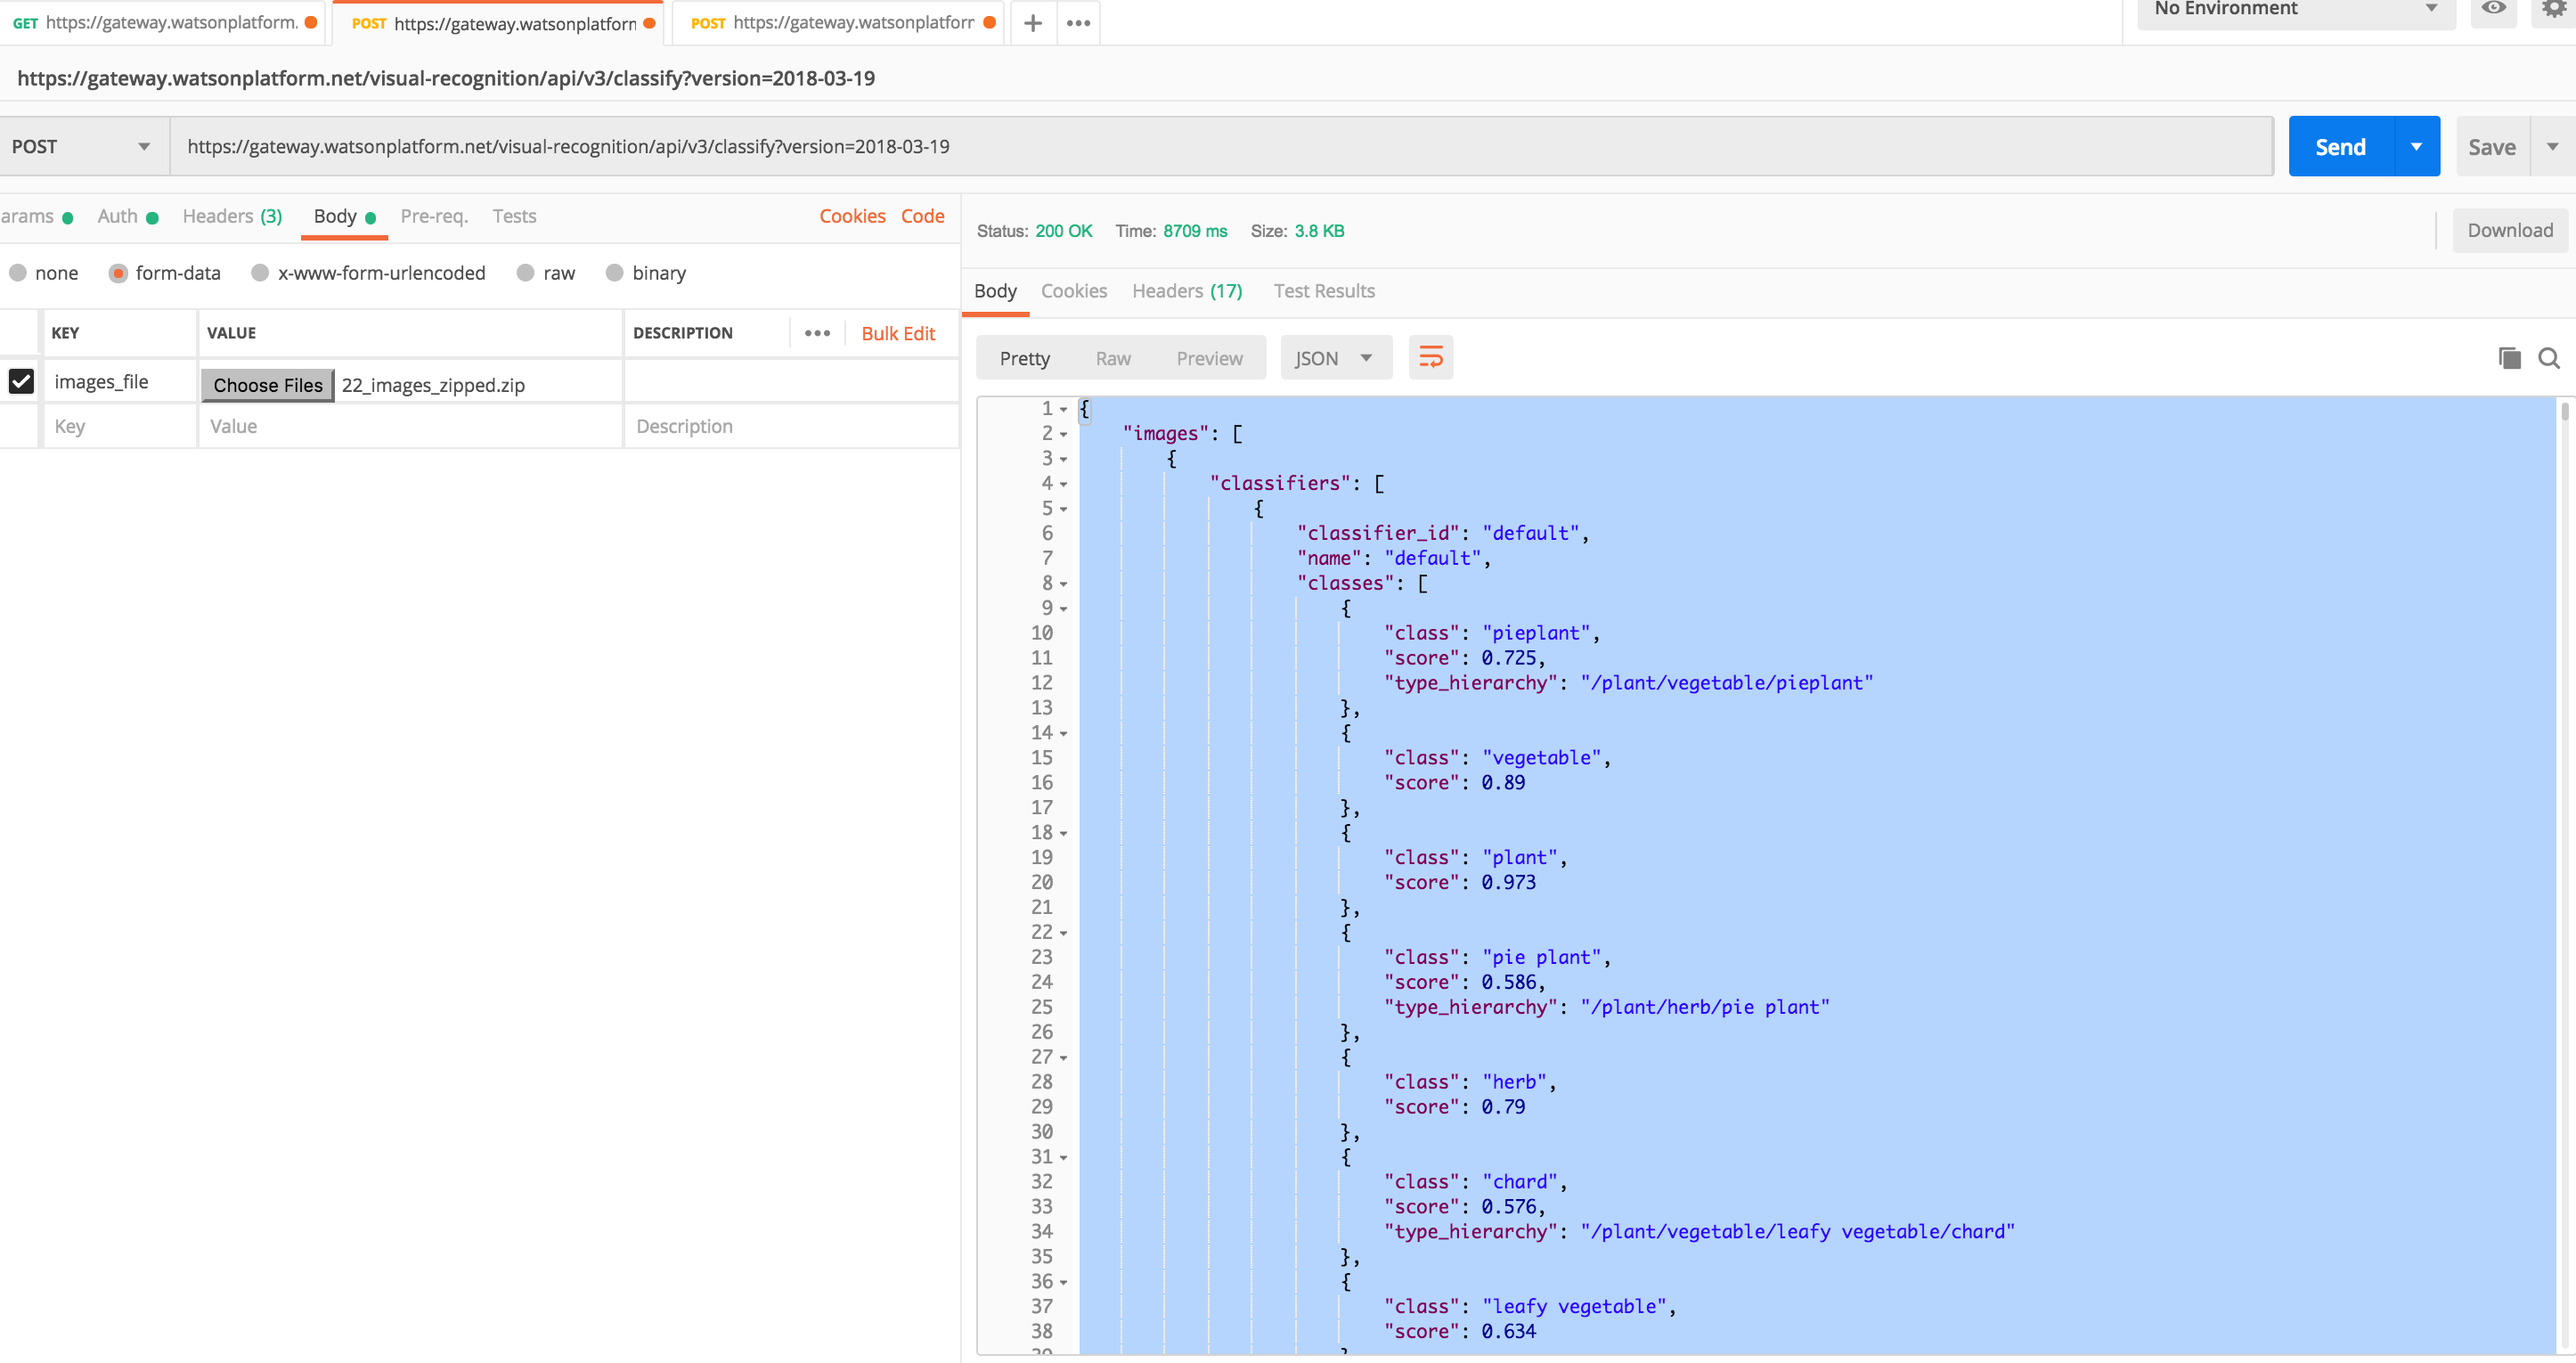 GET https://gateway.watsonplatform.
POST https://gateway.watsonplatforn
POST https://gateway.watsonplatforr
No Environment
https://gateway.watsonplatform.net/visual-recognition/api/v3/classify?version=2018-03-19
POST https://gateway.watsonplatform.net/visual-recognition/api/v3/classify?version=2018-03-19 Send Save
arams Auth Headers (3) Body Pre-req. Tests Cookies Code
none form-data x-www-form-urlencoded raw binary
KEY VALUE DESCRIPTION Bulk Edit
images_file Choose Files 22_images_zipped.zip
Key Value Description
Status: 200 OK Time: 8709 ms Size: 3.8 KB Download
Body Cookies Headers (17) Test Results
Pretty Raw Preview JSON
1 {
2 "images": [
3 {
4 "classifiers": [
5 {
6 "classifier_id": "default",
7 "name": "default",
8 "classes": [
9 {
10 "class": "pieplant",
11 "score": 0.725,
12 "type_hierarchy": "/plant/vegetable/pieplant"
13 },
14 {
15 "class": "vegetable",
16 "score": 0.89
17 },
18 {
19 "class": "plant",
20 "score": 0.973
21 },
22 {
23 "class": "pie plant",
24 "score": 0.586,
25 "type_hierarchy": "/plant/herb/pie plant"
26 },
27 {
28 "class": "herb",
29 "score": 0.79
30 },
31 {
32 "class": "chard",
33 "score": 0.576,
34 "type_hierarchy": "/plant/vegetable/leafy vegetable/chard"
35 },
36 {
37 "class": "leafy vegetable",
38 "score": 0.634